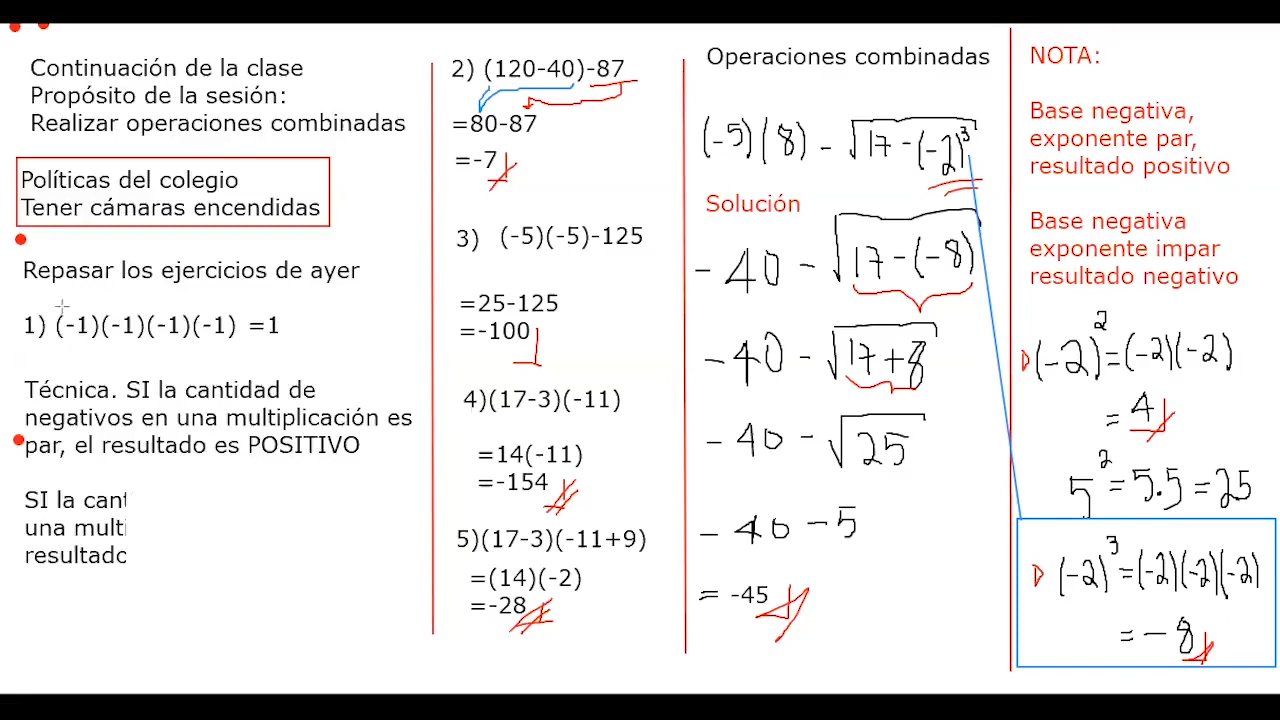 Continuación de la clase
Propósito de la sesión:
Realizar operaciones combinadas
Políticas del colegio
Tener cámaras encendidas
Repasar los ejercicios de ayer
1) (-1)(-1)(-1)(-1) =1
Técnica. SI la cantidad de
negativos en una multiplicación es
par, el resultado es POSITIVO
SI la cant
una mult
resultado
2) (120-40)-87
=80-87
=-7
3) (-5)(-5)-125
=25-125
=-100
4)(17-3)(-11)
=14(-11)
=-154
5)(17-3)(-11+9)
=(14)(-2)
=-28
Operaciones combinadas
(-5)(8) - √17 - (-2)³
Solución
-40 - √17 - (-8)
-40 - √17 + 8
-40 - √25
-40 - 5
= -45
NOTA:
Base negativa,
exponente par,
resultado positivo
Base negativa
exponente impar
resultado negativo
(-2)² = (-2)(-2)
= 4
5² = 5.5 = 25
(-2)³ = (-2)(-2)(-2)
= - 8